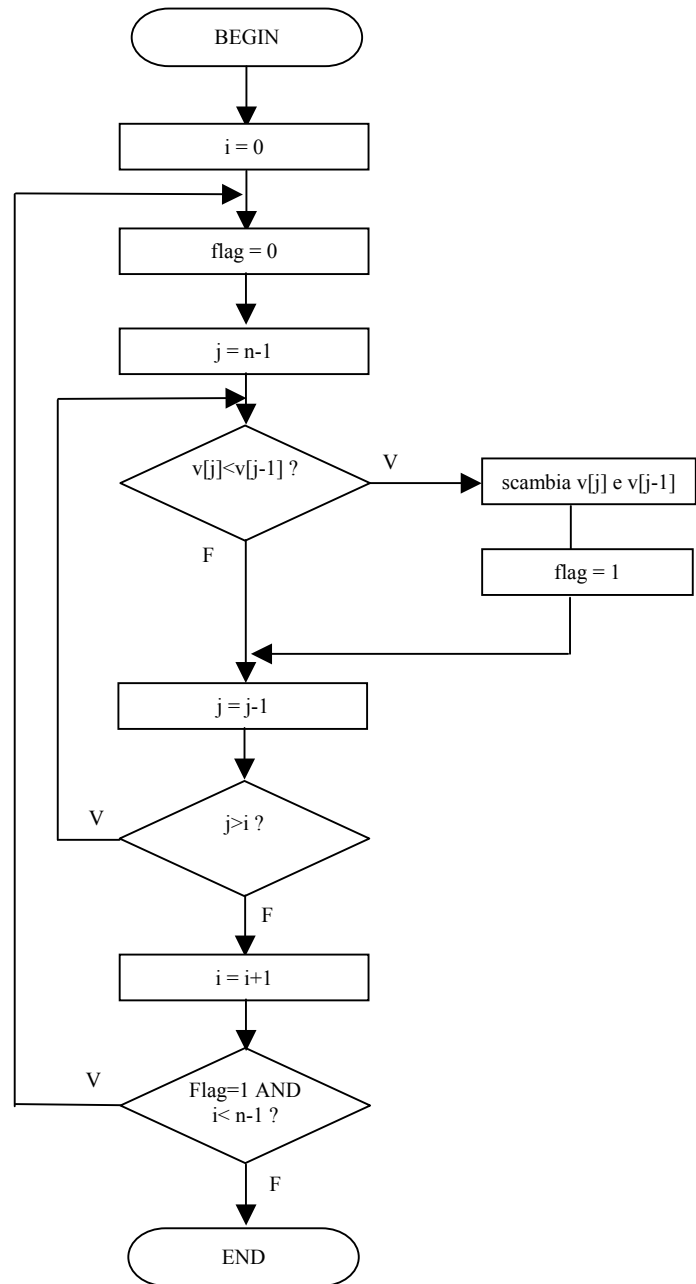 BEGIN
i = 0
flag = 0
j = n-1
v[j]<v[j-1] ?
V
scambia v[j] e v[j-1]
F
flag = 1
j = j-1
j>i ?
V
F
i = i+1
Flag=1 AND
i< n-1 ?
V
F
END